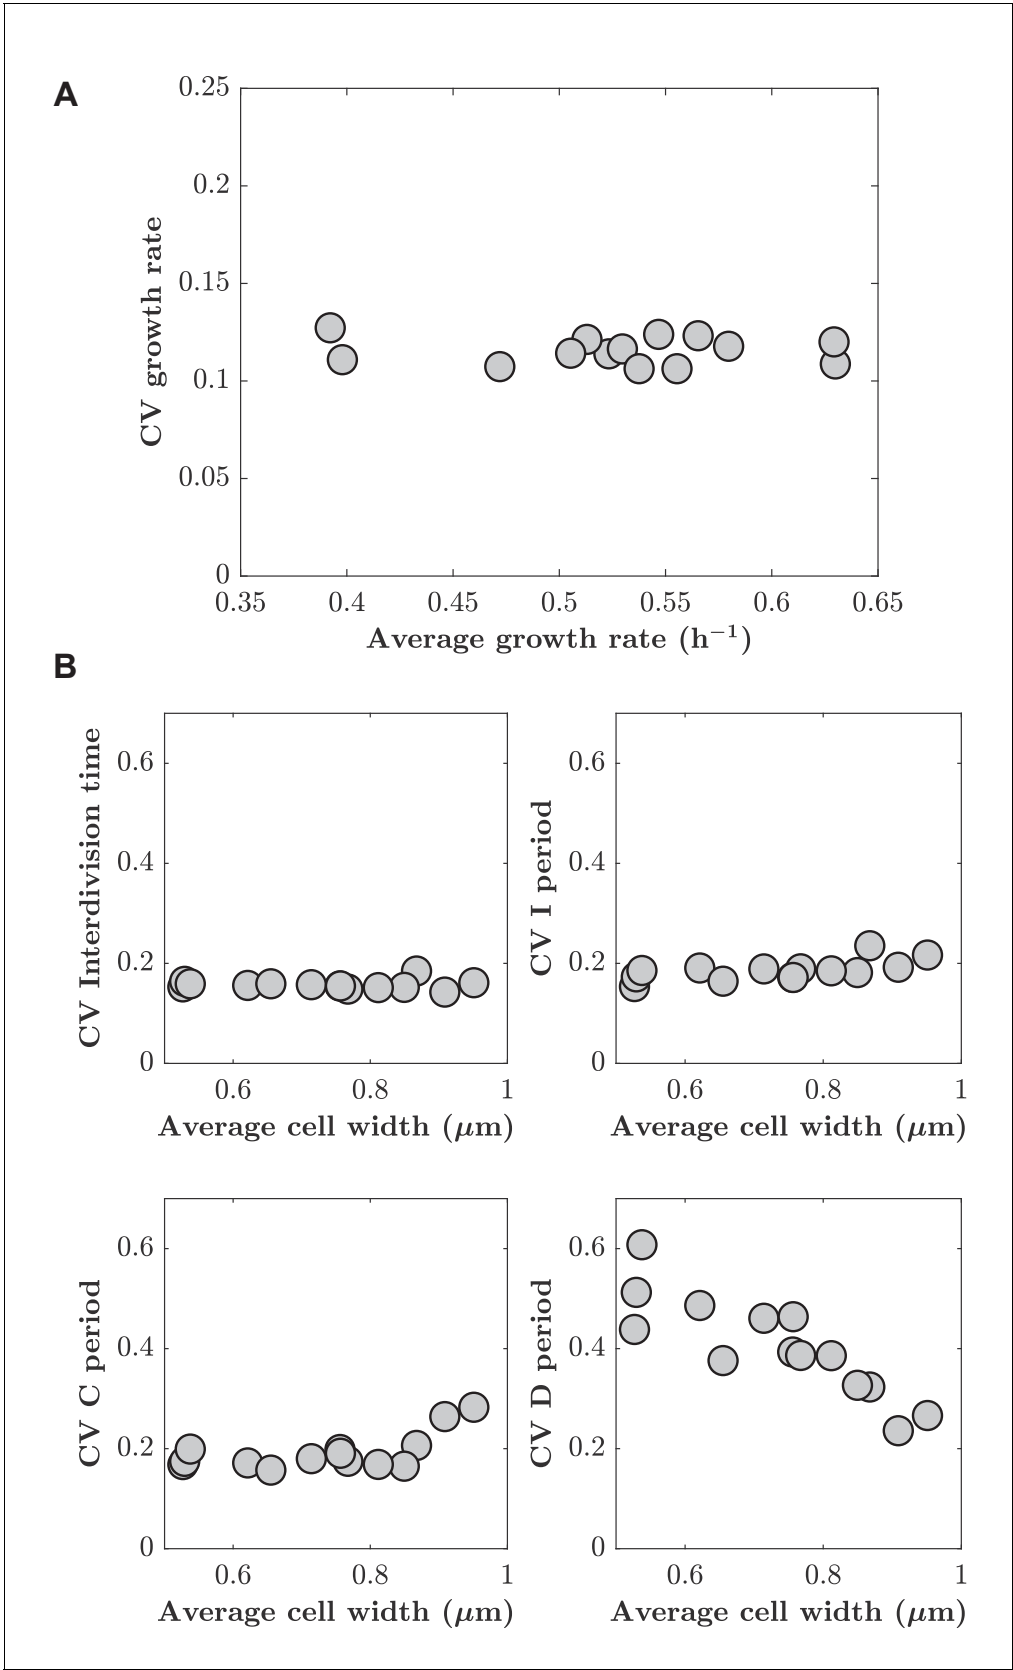 A
0.25
0.2
0.15
0.1
0.05
0
CV growth rate
0.35 0.4 0.45 0.5 0.55 0.6 0.65
Average growth rate (h⁻¹)
B
0.6
0.4
0.2
0
CV Interdivision time
0.6 0.8 1
Average cell width (μm)
0.6
0.4
0.2
0
CV I period
0.6 0.8 1
Average cell width (μm)
0.6
0.4
0.2
0
CV C period
0.6 0.8 1
Average cell width (μm)
0.6
0.4
0.2
0
CV D period
0.6 0.8 1
Average cell width (μm)